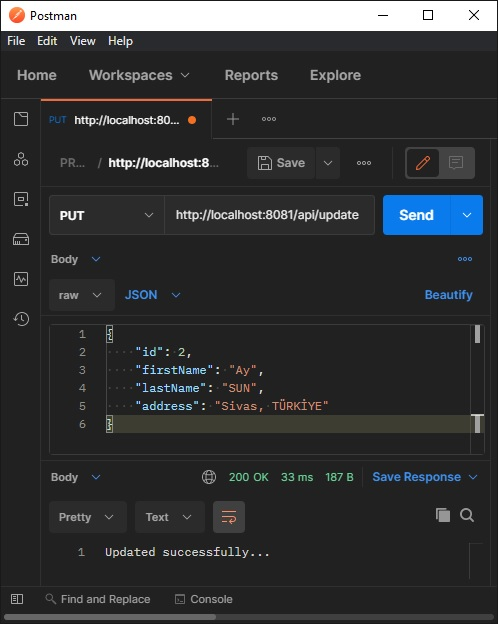 Postman
File Edit View Help
Home Workspaces Reports Explore
PUT http://localhost:80...
PR... / http://localhost:8... Save
PUT http://localhost:8081/api/update Send
Body
raw JSON Beautify
1 {
2 "id": 2,
3 "firstName": "Ay",
4 "lastName": "SUN",
5 "address": "Sivas, TÜRKİYE"
6 }
Body 200 OK 33 ms 187 B Save Response
Pretty Text
1 Updated successfully...
Find and Replace Console